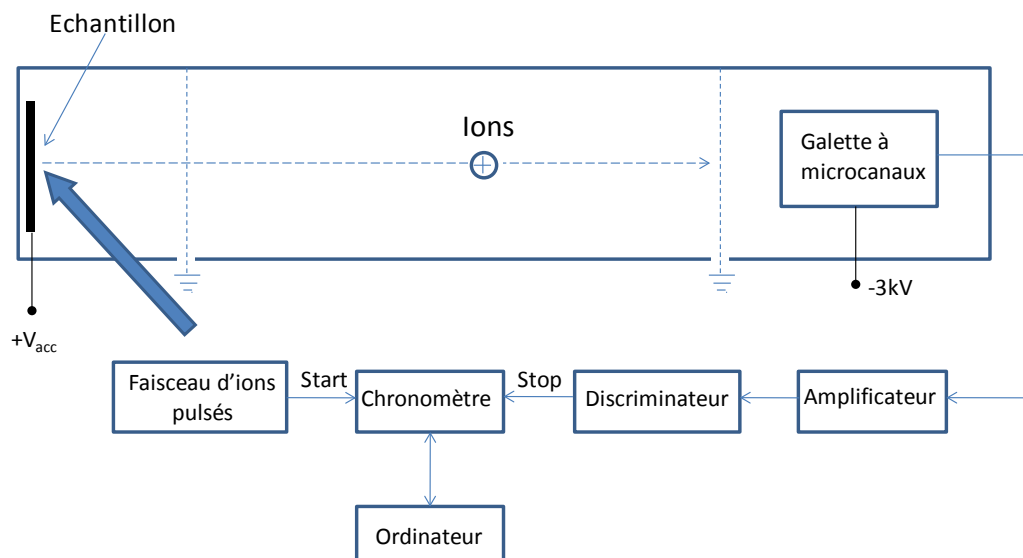 Echantillon
Ions
Galette à
microcanaux
-3kV
+Vacc
Faisceau d'ions
pulsés
Start
Chronomètre
Stop
Discriminateur
Amplificateur
Ordinateur